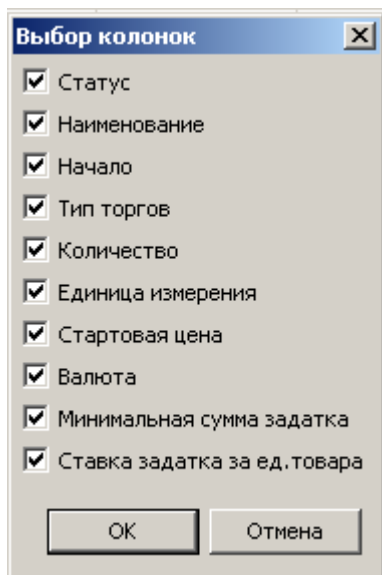 Выбор колонок
Статус
Наименование
Начало
Тип торгов
Количество
Единица измерения
Стартовая цена
Валюта
Минимальная сумма задатка
Ставка задатка за ед.товара
ОК
Отмена